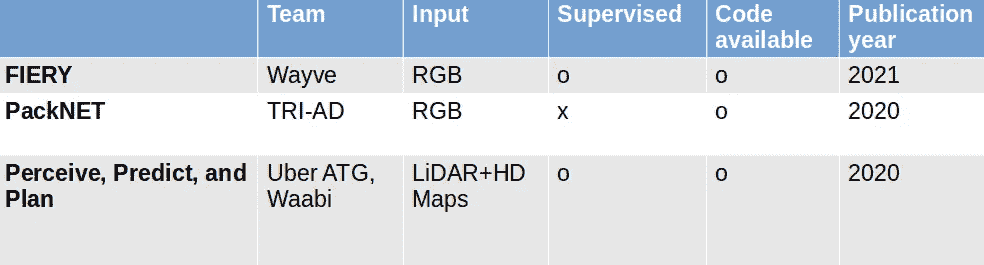 Team Input Supervised Code available Publication year
FIERY Wayve RGB o o 2021
PackNET TRI-AD RGB x o 2020
Perceive, Predict, and Plan Uber ATG, Waabi LiDAR+HD Maps o o 2020